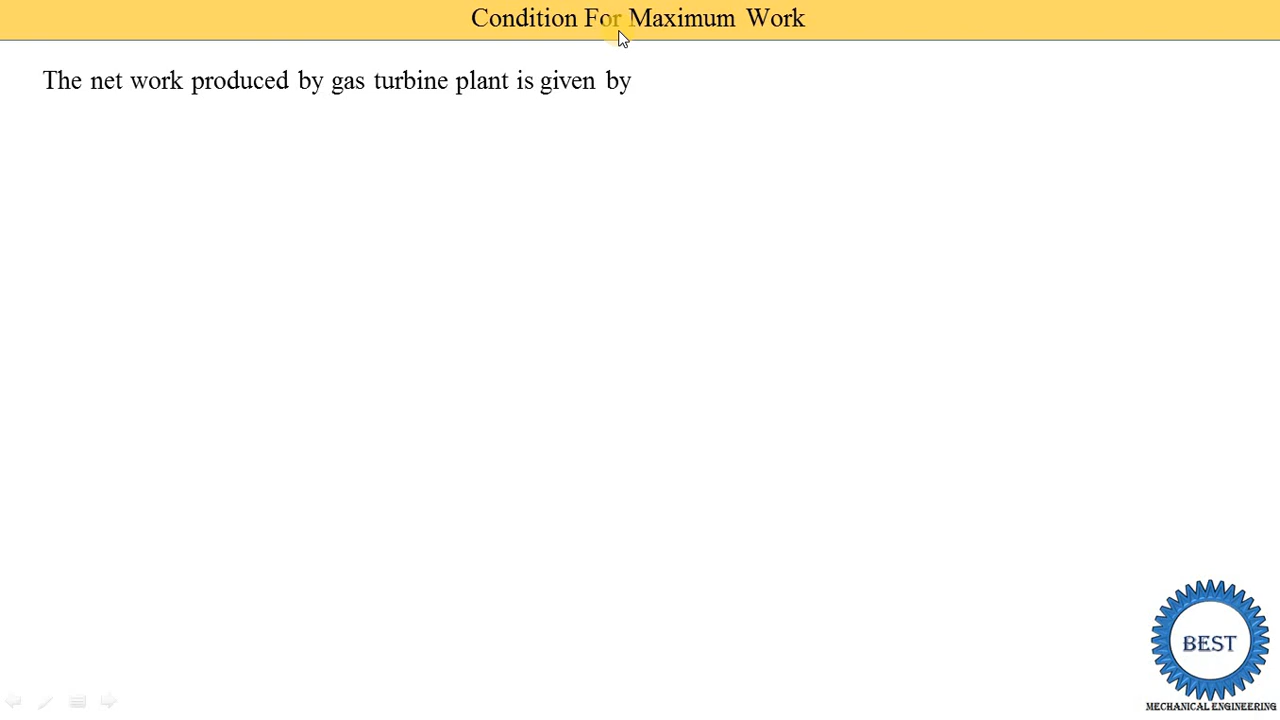 Condition For Maximum Work
The net work produced by gas turbine plant is given by
BEST
MECHANICAL ENGINEERING